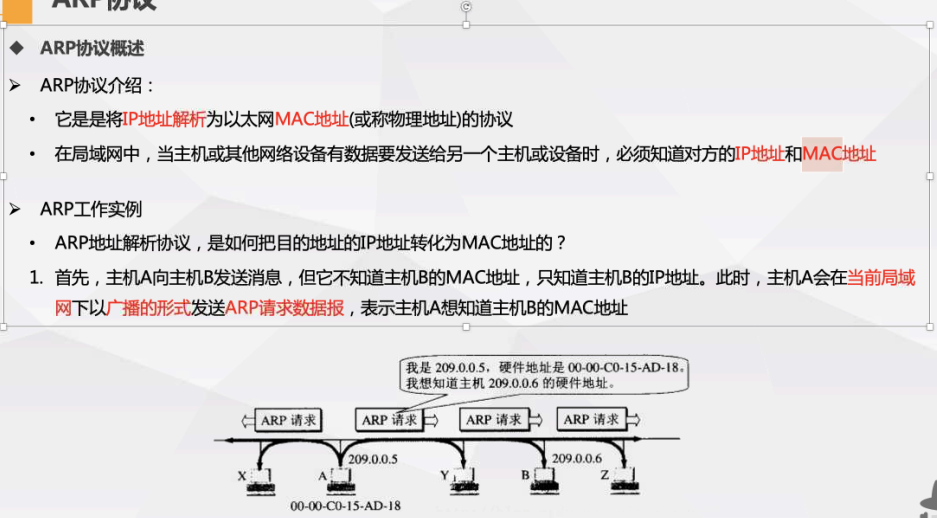 ARP协议
ARP协议概述
ARP协议介绍：
它是是将IP地址解析为以太网MAC地址(或称物理地址)的协议
在局域网中，当主机或其他网络设备有数据要发送给另一个主机或设备时，必须知道对方的IP地址和MAC地址
ARP工作实例
ARP地址解析协议，是如何把目的地址的IP地址转化为MAC地址的？
1. 首先，主机A向主机B发送消息，但它不知道主机B的MAC地址，只知道主机B的IP地址。此时，主机A会在当前局域
网下以广播的形式发送ARP请求数据报，表示主机A想知道主机B的MAC地址
我是 209.0.0.5，硬件地址是 00-00-C0-15-AD-18。
我想知道主机 209.0.0.6 的硬件地址。
ARP 请求 ARP 请求 ARP 请求 ARP 请求
209.0.0.5 209.0.0.6
X A Y B Z
00-00-C0-15-AD-18